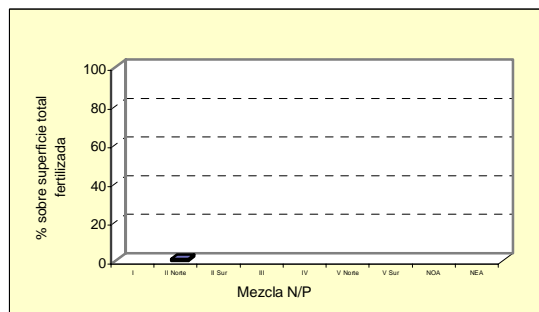 100
80
60
40
20
0
% sobre superficie total
fertilizada
I II Norte II Sur III IV V Norte V Sur NOA NEA
Mezcla N/P